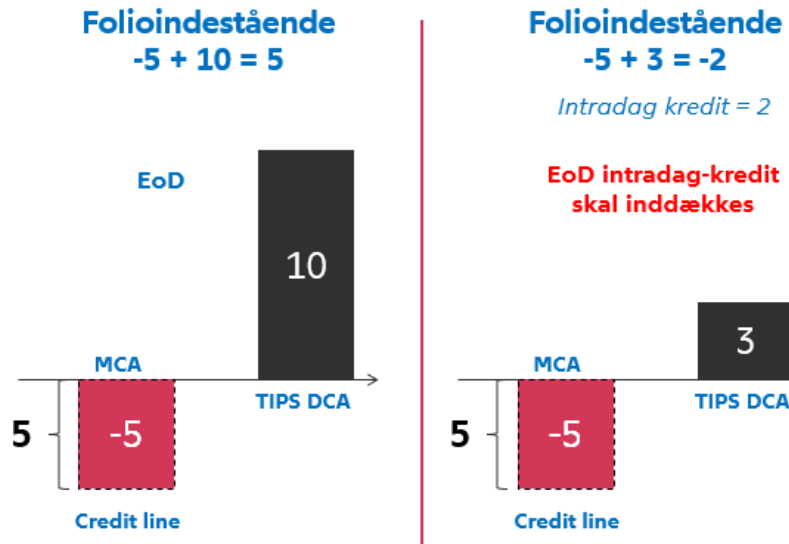 Folioindestående
-5 + 10 = 5
EoD
10
MCA
TIPS DCA
5
-5
Credit line
Folioindestående
-5 + 3 = -2
Intradag kredit = 2
EoD intradag-kredit
skal inddækkes
3
MCA
TIPS DCA
5
-5
Credit line